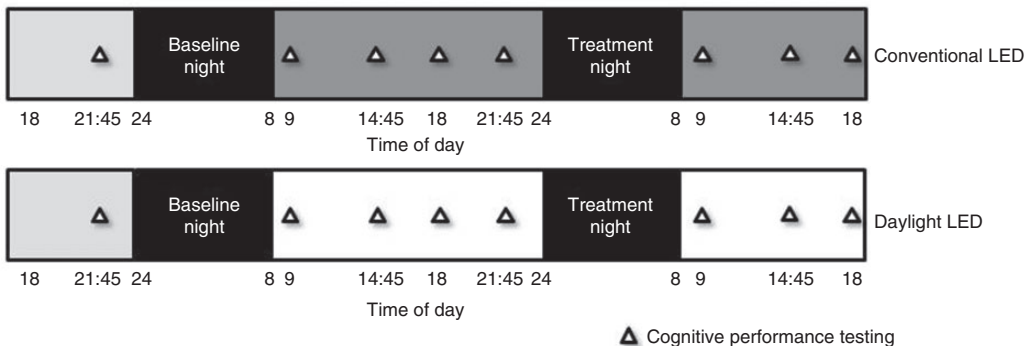 Baseline night
Treatment night
Conventional LED
18 21:45 24 8 9 14:45 18 21:45 24 8 9 14:45 18
Time of day
Baseline night
Treatment night
Daylight LED
18 21:45 24 8 9 14:45 18 21:45 24 8 9 14:45 18
Time of day
Cognitive performance testing